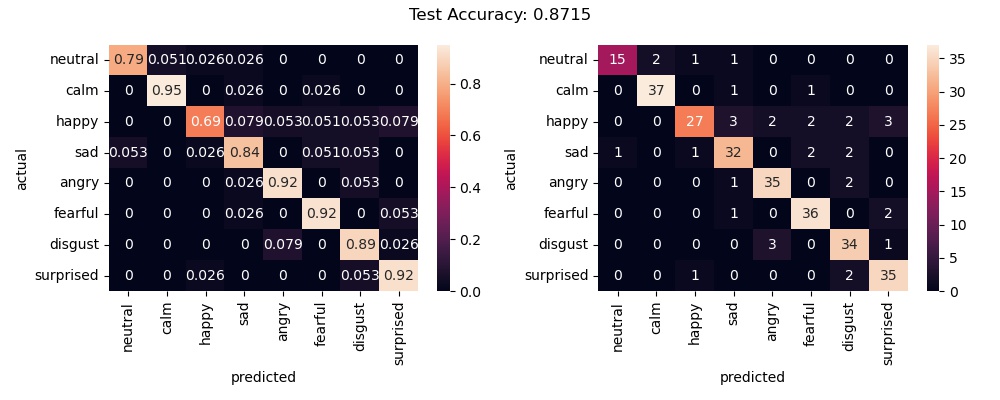 Test Accuracy: 0.8715
neutral 0.79 0.051 0.026 0.026 0 0 0 0
calm 0 0.95 0 0.026 0 0.026 0 0
happy 0 0 0.69 0.079 0.053 0.051 0.053 0.079
sad 0.053 0 0.026 0.84 0 0.051 0.053 0
angry 0 0 0 0.026 0.92 0 0.053 0
fearful 0 0 0 0.026 0 0.92 0 0.053
disgust 0 0 0 0 0.079 0 0.89 0.026
surprised 0 0 0.026 0 0 0 0.053 0.92
neutral calm happy sad angry fearful disgust surprised
predicted
actual
0.8
0.6
0.4
0.2
0.0
neutral 15 2 1 1 0 0 0 0
calm 0 37 0 1 0 1 0 0
happy 0 0 27 3 2 2 2 3
sad 1 0 1 32 0 2 2 0
angry 0 0 0 1 35 0 2 0
fearful 0 0 0 1 0 36 0 2
disgust 0 0 0 0 3 0 34 1
surprised 0 0 1 0 0 0 2 35
neutral calm happy sad angry fearful disgust surprised
predicted
actual
35
30
25
20
15
10
5
0